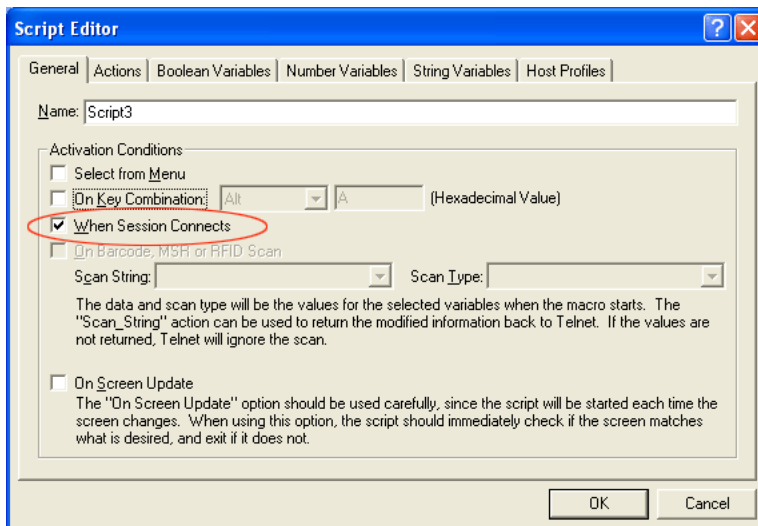 Script Editor
General Actions Boolean Variables Number Variables String Variables Host Profiles
Name: Script3
Activation Conditions
Select from Menu
On Key Combination: Alt A (Hexadecimal Value)
When Session Connects
On Barcode, MSR or RFID Scan
Scan String: Scan Type:
The data and scan type will be the values for the selected variables when the macro starts. The
"Scan_String" action can be used to return the modified information back to Telnet. If the values are
not returned, Telnet will ignore the scan.
On Screen Update
The "On Screen Update" option should be used carefully, since the script will be started each time the
screen changes. When using this option, the script should immediately check if the screen matches
what is desired, and exit if it does not.
OK Cancel